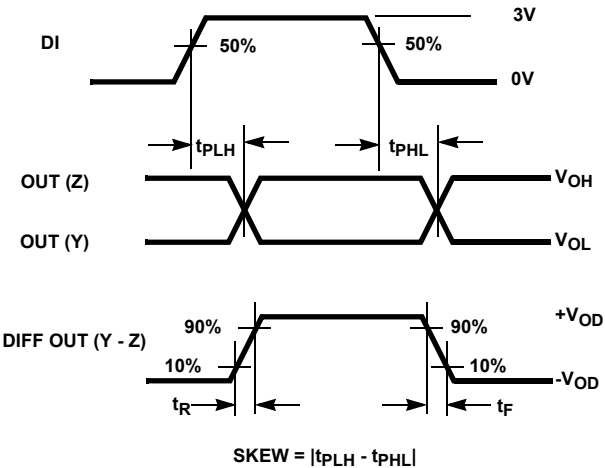 3V
DI
50%
50%
0V
tPLH
tPHL
OUT (Z)
VOH
OUT (Y)
VOL
+VOD
90%
90%
DIFF OUT (Y - Z)
10%
10%
-VOD
tR
tF
SKEW = |tPLH - tPHL|